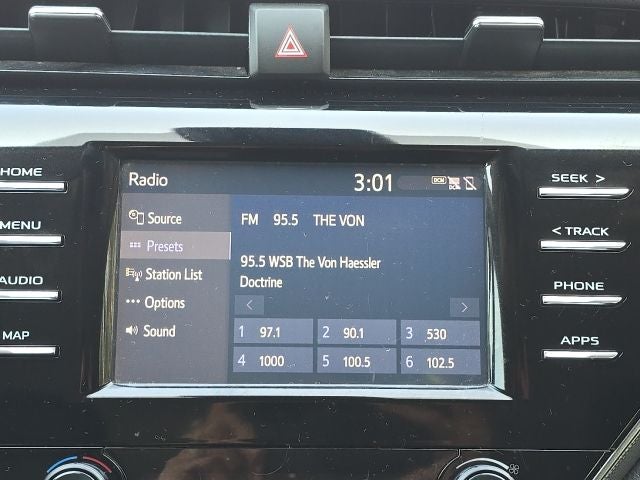 HOME
MENU
AUDIO
MAP
Radio 3:01 DCM DCM
Source
Presets
Station List
Options
Sound
FM 95.5 THE VON
95.5 WSB The Von Haessler
Doctrine
< >
1 97.1 2 90.1 3 530
4 1000 5 100.5 6 102.5
SEEK >
< TRACK
PHONE
APPS